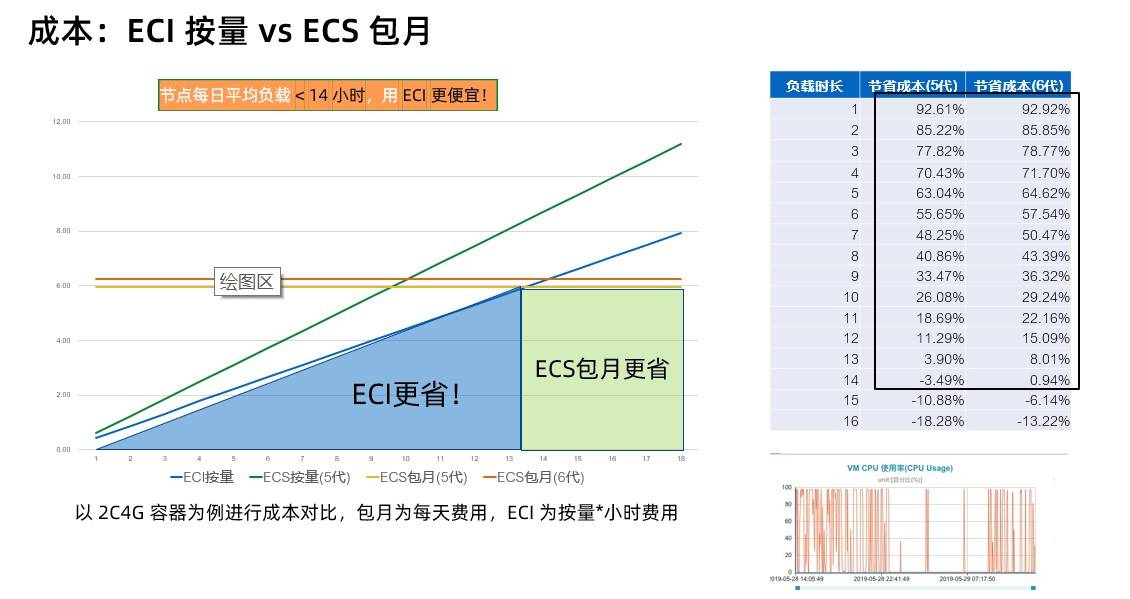 成本：ECI 按量 vs ECS 包月
节点每日平均负载 < 14 小时，用 ECI 更便宜！
12.00
10.00
8.00
6.00
4.00
2.00
0.00
绘图区
ECI更省！
ECS包月更省
1 2 3 4 5 6 7 8 9 10 11 12 13 14 15 16 17 18
ECI按量 ECS按量(5代) ECS包月(5代) ECS包月(6代)
以 2C4G 容器为例进行成本对比，包月为每天费用，ECI 为按量*小时费用
负载时长 节省成本(5代) 节省成本(6代)
1 92.61% 92.92%
2 85.22% 85.85%
3 77.82% 78.77%
4 70.43% 71.70%
5 63.04% 64.62%
6 55.65% 57.54%
7 48.25% 50.47%
8 40.86% 43.39%
9 33.47% 36.32%
10 26.08% 29.24%
11 18.69% 22.16%
12 11.29% 15.09%
13 3.90% 8.01%
14 -3.49% 0.94%
15 -10.88% -6.14%
16 -18.28% -13.22%
VM CPU 使用率(CPU Usage)
unit:[百分比(%)]
100
80
60
40
20
0
2019-05-28 14:05:49 2019-05-28 22:41:49 2019-05-29 07:17:50